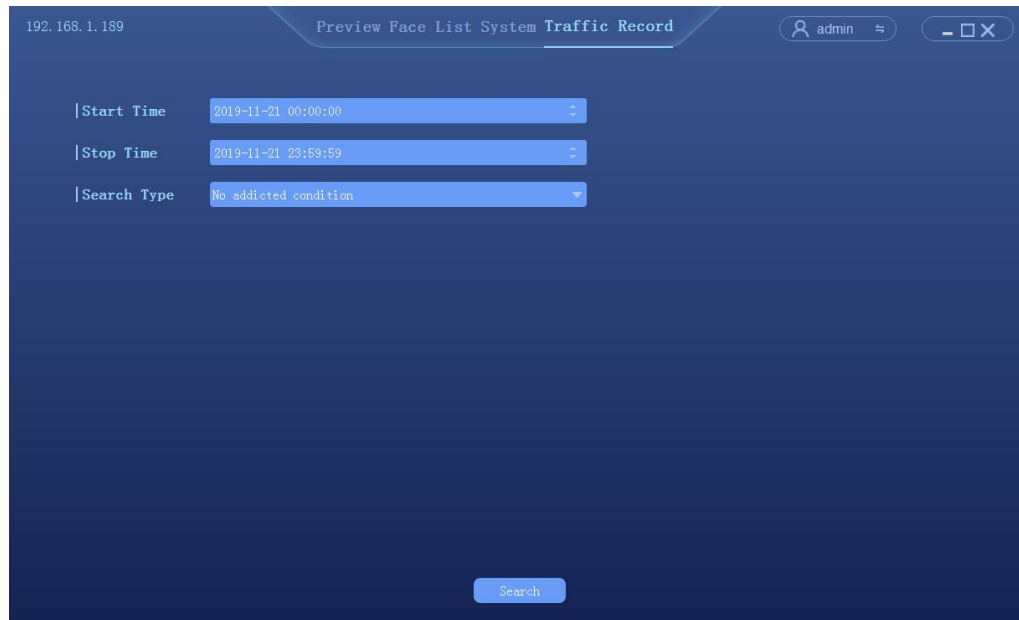 192.168.1.189 Preview Face List System Traffic Record admin
Start Time 2019-11-21 00:00:00
Stop Time 2019-11-21 23:59:59
Search Type No addicted condition
Search